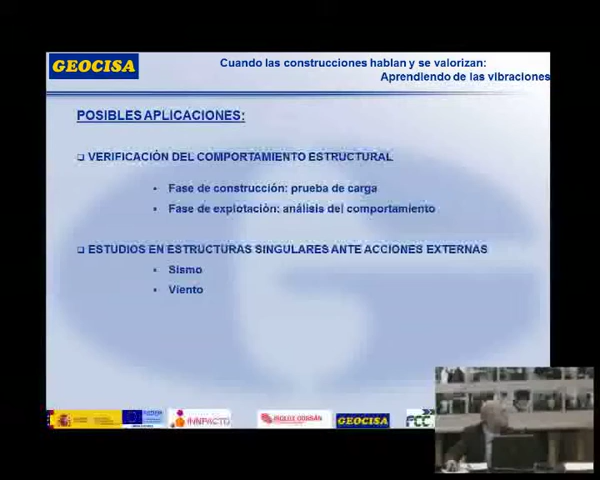 GEOCISA
Cuando las construcciones hablan y se valorizan:
Aprendiendo de las vibraciones
POSIBLES APLICACIONES:
VERIFICACIÓN DEL COMPORTAMIENTO ESTRUCTURAL
Fase de construcción: prueba de carga
Fase de explotación: análisis del comportamiento
ESTUDIOS EN ESTRUCTURAS SINGULARES ANTE ACCIONES EXTERNAS
Sismo
Viento
INNPACTO
GEOCISA
FCC